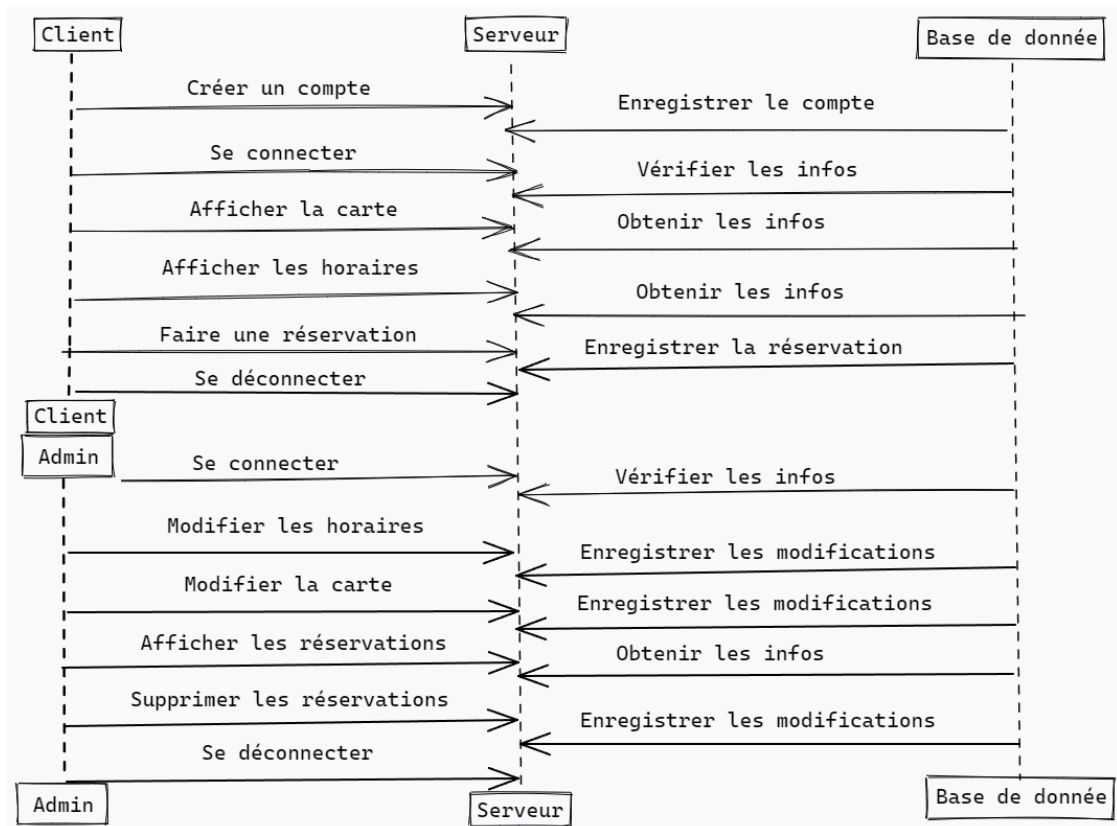 Client
Serveur
Base de donnée
Créer un compte
Enregistrer le compte
Se connecter
Vérifier les infos
Afficher la carte
Obtenir les infos
Afficher les horaires
Obtenir les infos
Faire une réservation
Enregistrer la réservation
Se déconnecter
Client
Admin
Se connecter
Vérifier les infos
Modifier les horaires
Enregistrer les modifications
Modifier la carte
Enregistrer les modifications
Afficher les réservations
Obtenir les infos
Supprimer les réservations
Enregistrer les modifications
Se déconnecter
Admin
Serveur
Base de donnée